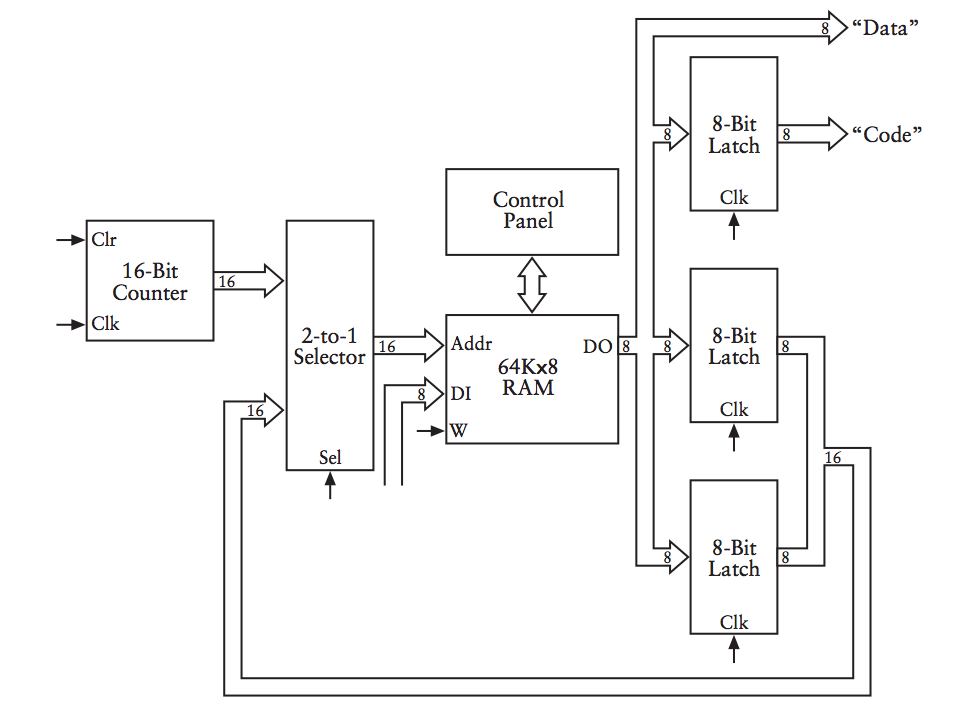 8
“Data”
8-Bit
Latch
8
8
“Code”
Clk
Control
Panel
Clr
16-Bit
Counter
Clk
16
2-to-1
Selector
16
Sel
16
Addr
8
DI
W
64Kx8
RAM
DO
8
8
8-Bit
Latch
8
Clk
16
8
8-Bit
Latch
8
Clk